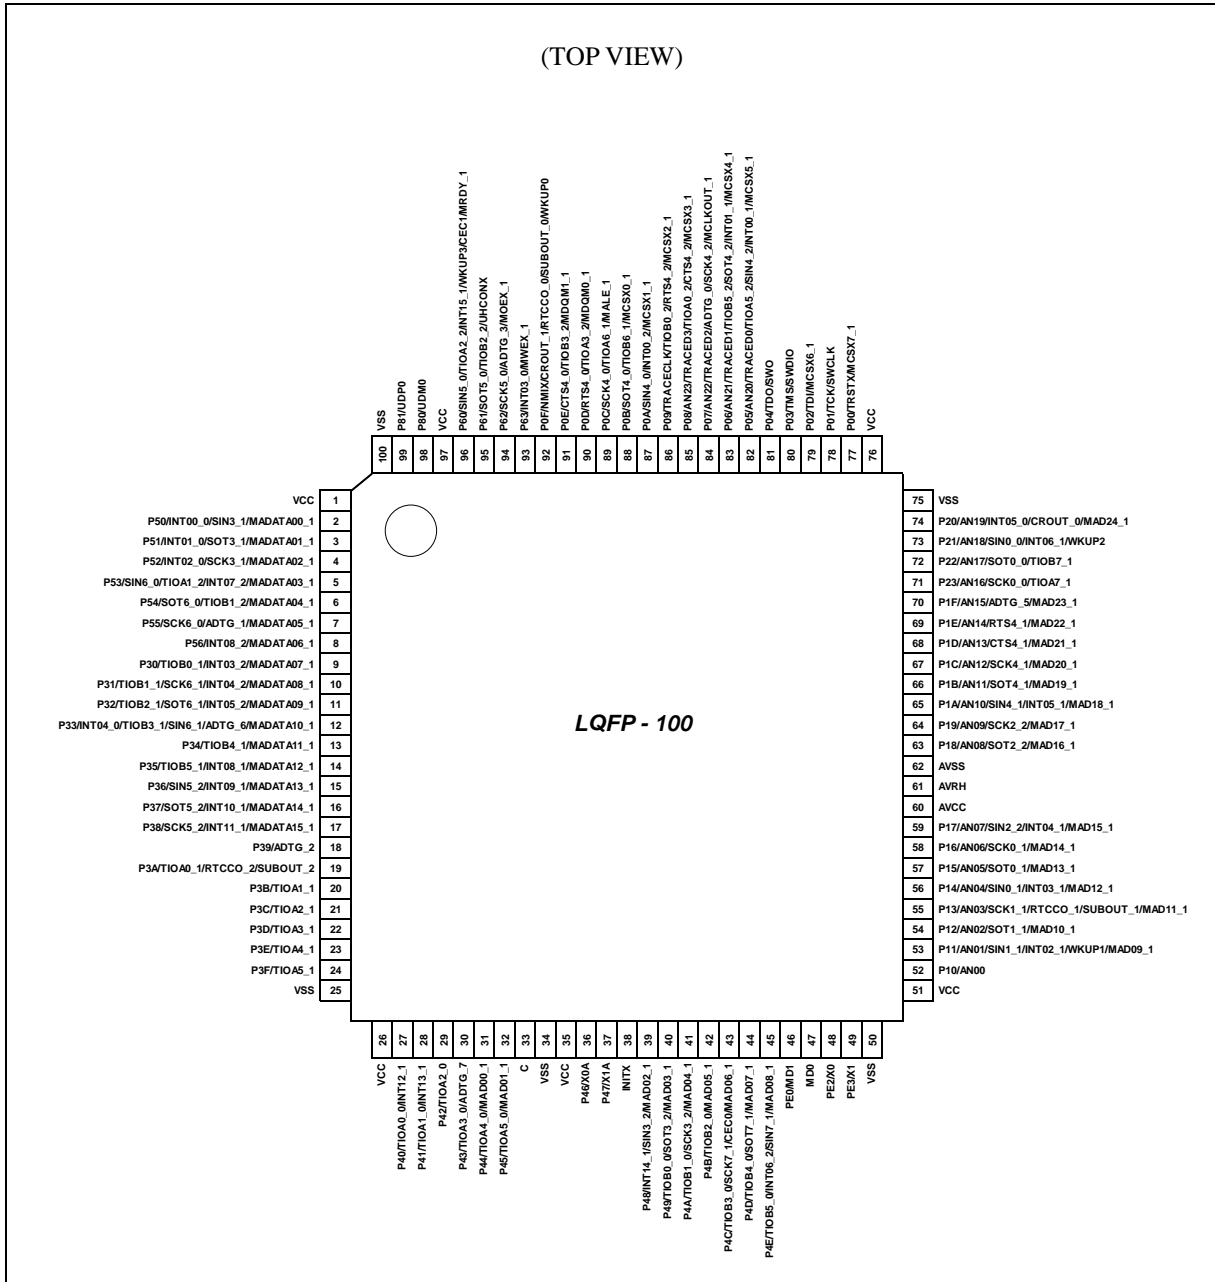 (TOP VIEW)
VSS
P81/UDP0
P80/UDM0
VCC
P60/SIN5_0/TIOA2_2/INT15_1/WKUP3/CEC1/MRDY_1
P61/SOT5_0/TIOB2_2/UHCONX
P62/SCK5_0/ADTG_3/MOEX_1
P63/INT03_0/MWEX_1
P0F/NMIX/CROUT_1/RTCCO_0/SUBOUT_0/WKUP0
P0E/CTS4_0/TIOB3_2/MDQM1_1
P0D/RTS4_0/TIOA3_2/MDQM0_1
P0C/SCK4_0/TIOA6_1/MALE_1
P0B/SOT4_0/TIOB6_1/MCSX0_1
P0A/SIN4_0/INT00_2/MCSX1_1
P09/TRACECLK/TIOB0_2/RTS4_2/MCSX2_1
P08/AN23/TRACED3/TIOA0_2/CTS4_2/MCSX3_1
P07/AN22/TRACED2/ADTG_0/SCK4_2/MCLKOUT_1
P06/AN21/TRACED1/TIOB5_2/SOT4_2/INT01_1/MCSX4_1
P05/AN20/TRACED0/TIOA5_2/SIN4_2/INT00_1/MCSX5_1
P04/TDO/SWO
P03/TMS/SWDIO
P02/TDI/MCSX6_1
P01/TCK/SWCLK
P00/TRSTX/MCSX7_1
VCC
100 99 98 97 96 95 94 93 92 91 90 89 88 87 86 85 84 83 82 81 80 79 78 77 76
VCC 1
P50/INT00_0/SIN3_1/MADATA00_1 2
P51/INT01_0/SOT3_1/MADATA01_1 3
P52/INT02_0/SCK3_1/MADATA02_1 4
P53/SIN6_0/TIOA1_2/INT07_2/MADATA03_1 5
P54/SOT6_0/TIOB1_2/MADATA04_1 6
P55/SCK6_0/ADTG_1/MADATA05_1 7
P56/INT08_2/MADATA06_1 8
P30/TIOB0_1/INT03_2/MADATA07_1 9
P31/TIOB1_1/SCK6_1/INT04_2/MADATA08_1 10
P32/TIOB2_1/SOT6_1/INT05_2/MADATA09_1 11
P33/INT04_0/TIOB3_1/SIN6_1/ADTG_6/MADATA10_1 12
P34/TIOB4_1/MADATA11_1 13
P35/TIOB5_1/INT08_1/MADATA12_1 14
P36/SIN5_2/INT09_1/MADATA13_1 15
P37/SOT5_2/INT10_1/MADATA14_1 16
P38/SCK5_2/INT11_1/MADATA15_1 17
P39/ADTG_2 18
P3A/TIOA0_1/RTCCO_2/SUBOUT_2 19
P3B/TIOA1_1 20
P3C/TIOA2_1 21
P3D/TIOA3_1 22
P3E/TIOA4_1 23
P3F/TIOA5_1 24
VSS 25
LQFP - 100
75 VSS
74 P20/AN19/INT05_0/CROUT_0/MAD24_1
73 P21/AN18/SIN0_0/INT06_1/WKUP2
72 P22/AN17/SOT0_0/TIOB7_1
71 P23/AN16/SCK0_0/TIOA7_1
70 P1F/AN15/ADTG_5/MAD23_1
69 P1E/AN14/RTS4_1/MAD22_1
68 P1D/AN13/CTS4_1/MAD21_1
67 P1C/AN12/SCK4_1/MAD20_1
66 P1B/AN11/SOT4_1/MAD19_1
65 P1A/AN10/SIN4_1/INT05_1/MAD18_1
64 P19/AN09/SCK2_2/MAD17_1
63 P18/AN08/SOT2_2/MAD16_1
62 AVSS
61 AVRH
60 AVCC
59 P17/AN07/SIN2_2/INT04_1/MAD15_1
58 P16/AN06/SCK0_1/MAD14_1
57 P15/AN05/SOT0_1/MAD13_1
56 P14/AN04/SIN0_1/INT03_1/MAD12_1
55 P13/AN03/SCK1_1/RTCCO_1/SUBOUT_1/MAD11_1
54 P12/AN02/SOT1_1/MAD10_1
53 P11/AN01/SIN1_1/INT02_1/WKUP1/MAD09_1
52 P10/AN00
51 VCC
26 27 28 29 30 31 32 33 34 35 36 37 38 39 40 41 42 43 44 45 46 47 48 49 50
VCC
P40/TIOA0_0/INT12_1
P41/TIOA1_0/INT13_1
P42/TIOA2_0
P43/TIOA3_0/ADTG_7
P44/TIOA4_0/MAD00_1
P45/TIOA5_0/MAD01_1
C
VSS
VCC
P46/X0A
P47/X1A
INITX
P48/INT14_1/SIN3_2/MAD02_1
P49/TIOB0_0/SOT3_2/MAD03_1
P4A/TIOB1_0/SCK3_2/MAD04_1
P4B/TIOB2_0/MAD05_1
P4C/TIOB3_0/SCK7_1/CEC0/MAD06_1
P4D/TIOB4_0/SOT7_1/MAD07_1
P4E/TIOB5_0/INT06_2/SIN7_1/MAD08_1
PE0/MD1
MD0
PE2/X0
PE3/X1
VSS